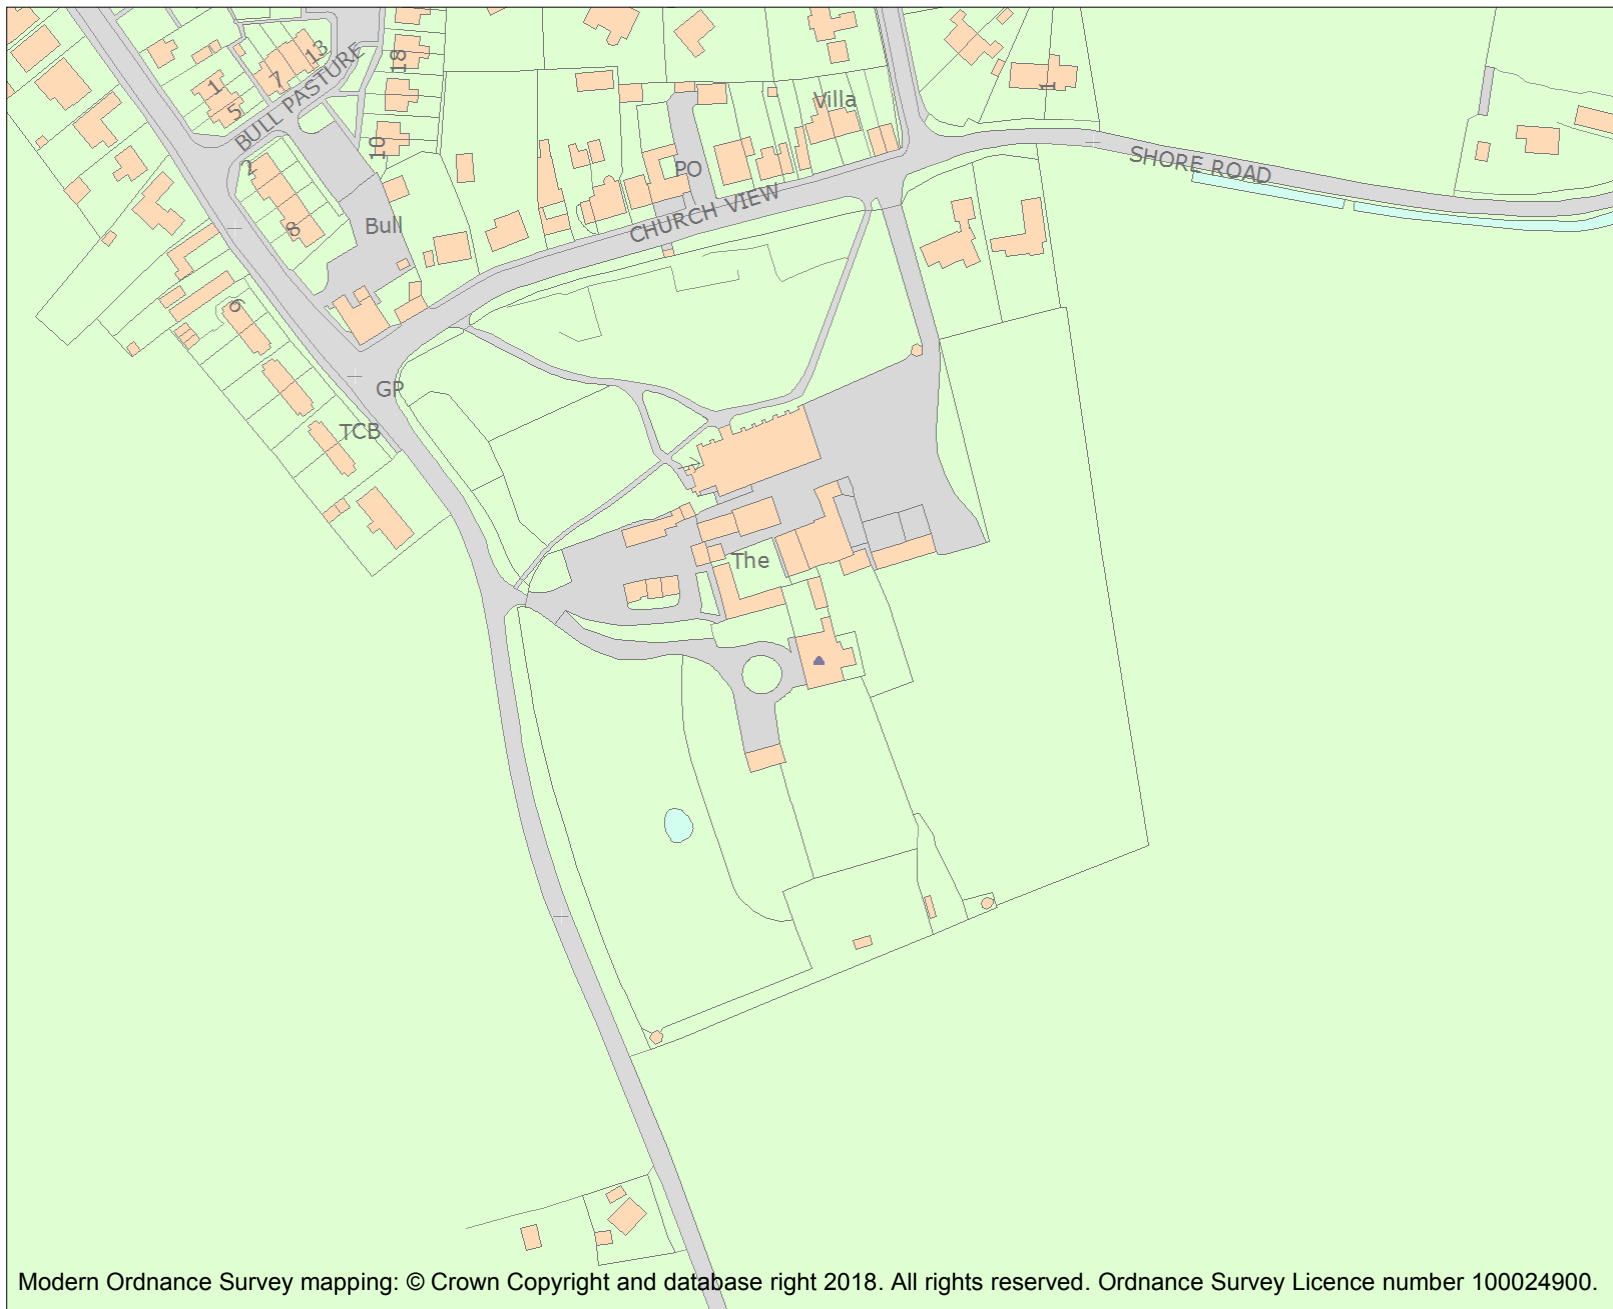 13
18
7
1
BULL PASTURE
5
1
Villa
10
2
PO
SHORE ROAD
CHURCH VIEW
Bull
8
9
GP
TCB
The
Modern Ordnance Survey mapping: © Crown Copyright and database right 2018. All rights reserved. Ordnance Survey Licence number 100024900.